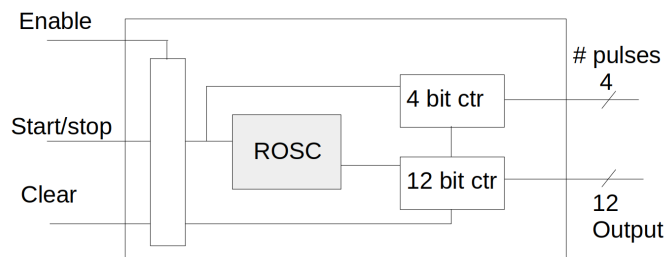 Enable
# pulses
4
4 bit ctr
Start/stop
ROSC
12 bit ctr
Clear
12
Output